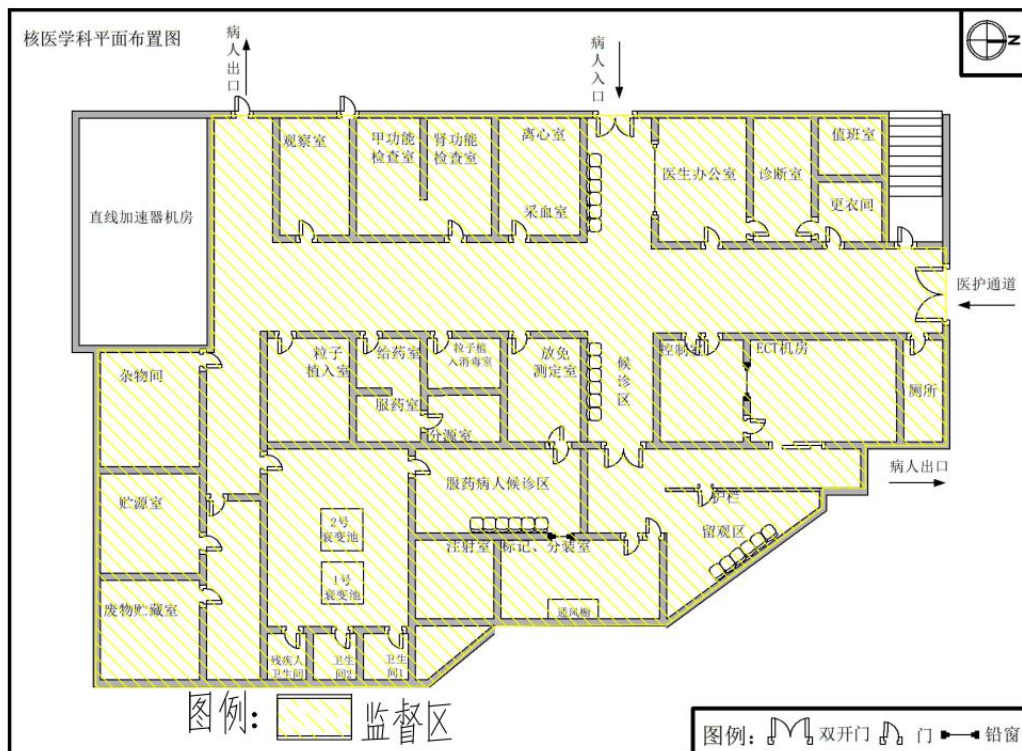 核医学科平面布置图
病人出口
病人入口
N
观察室
甲功能
检查室
肾功能
检查室
离心室
采血室
医生办公室
诊断室
值班室
更衣间
直线加速器机房
医护通道
杂物间
粒子
植入室
给药室
服药室
粒子植
入消毒室
分源室
放免
测定室
候诊区
控制室
ECT机房
厕所
病人出口
贮源室
2号
衰变池
1号
衰变池
服药病人候诊区
护栏
留观区
注射室
标记、分装室
通风橱
废物贮藏室
残疾人
卫生间
卫生
间2
卫生
间1
图例：
监督区
图例：
双开门
门
铅窗